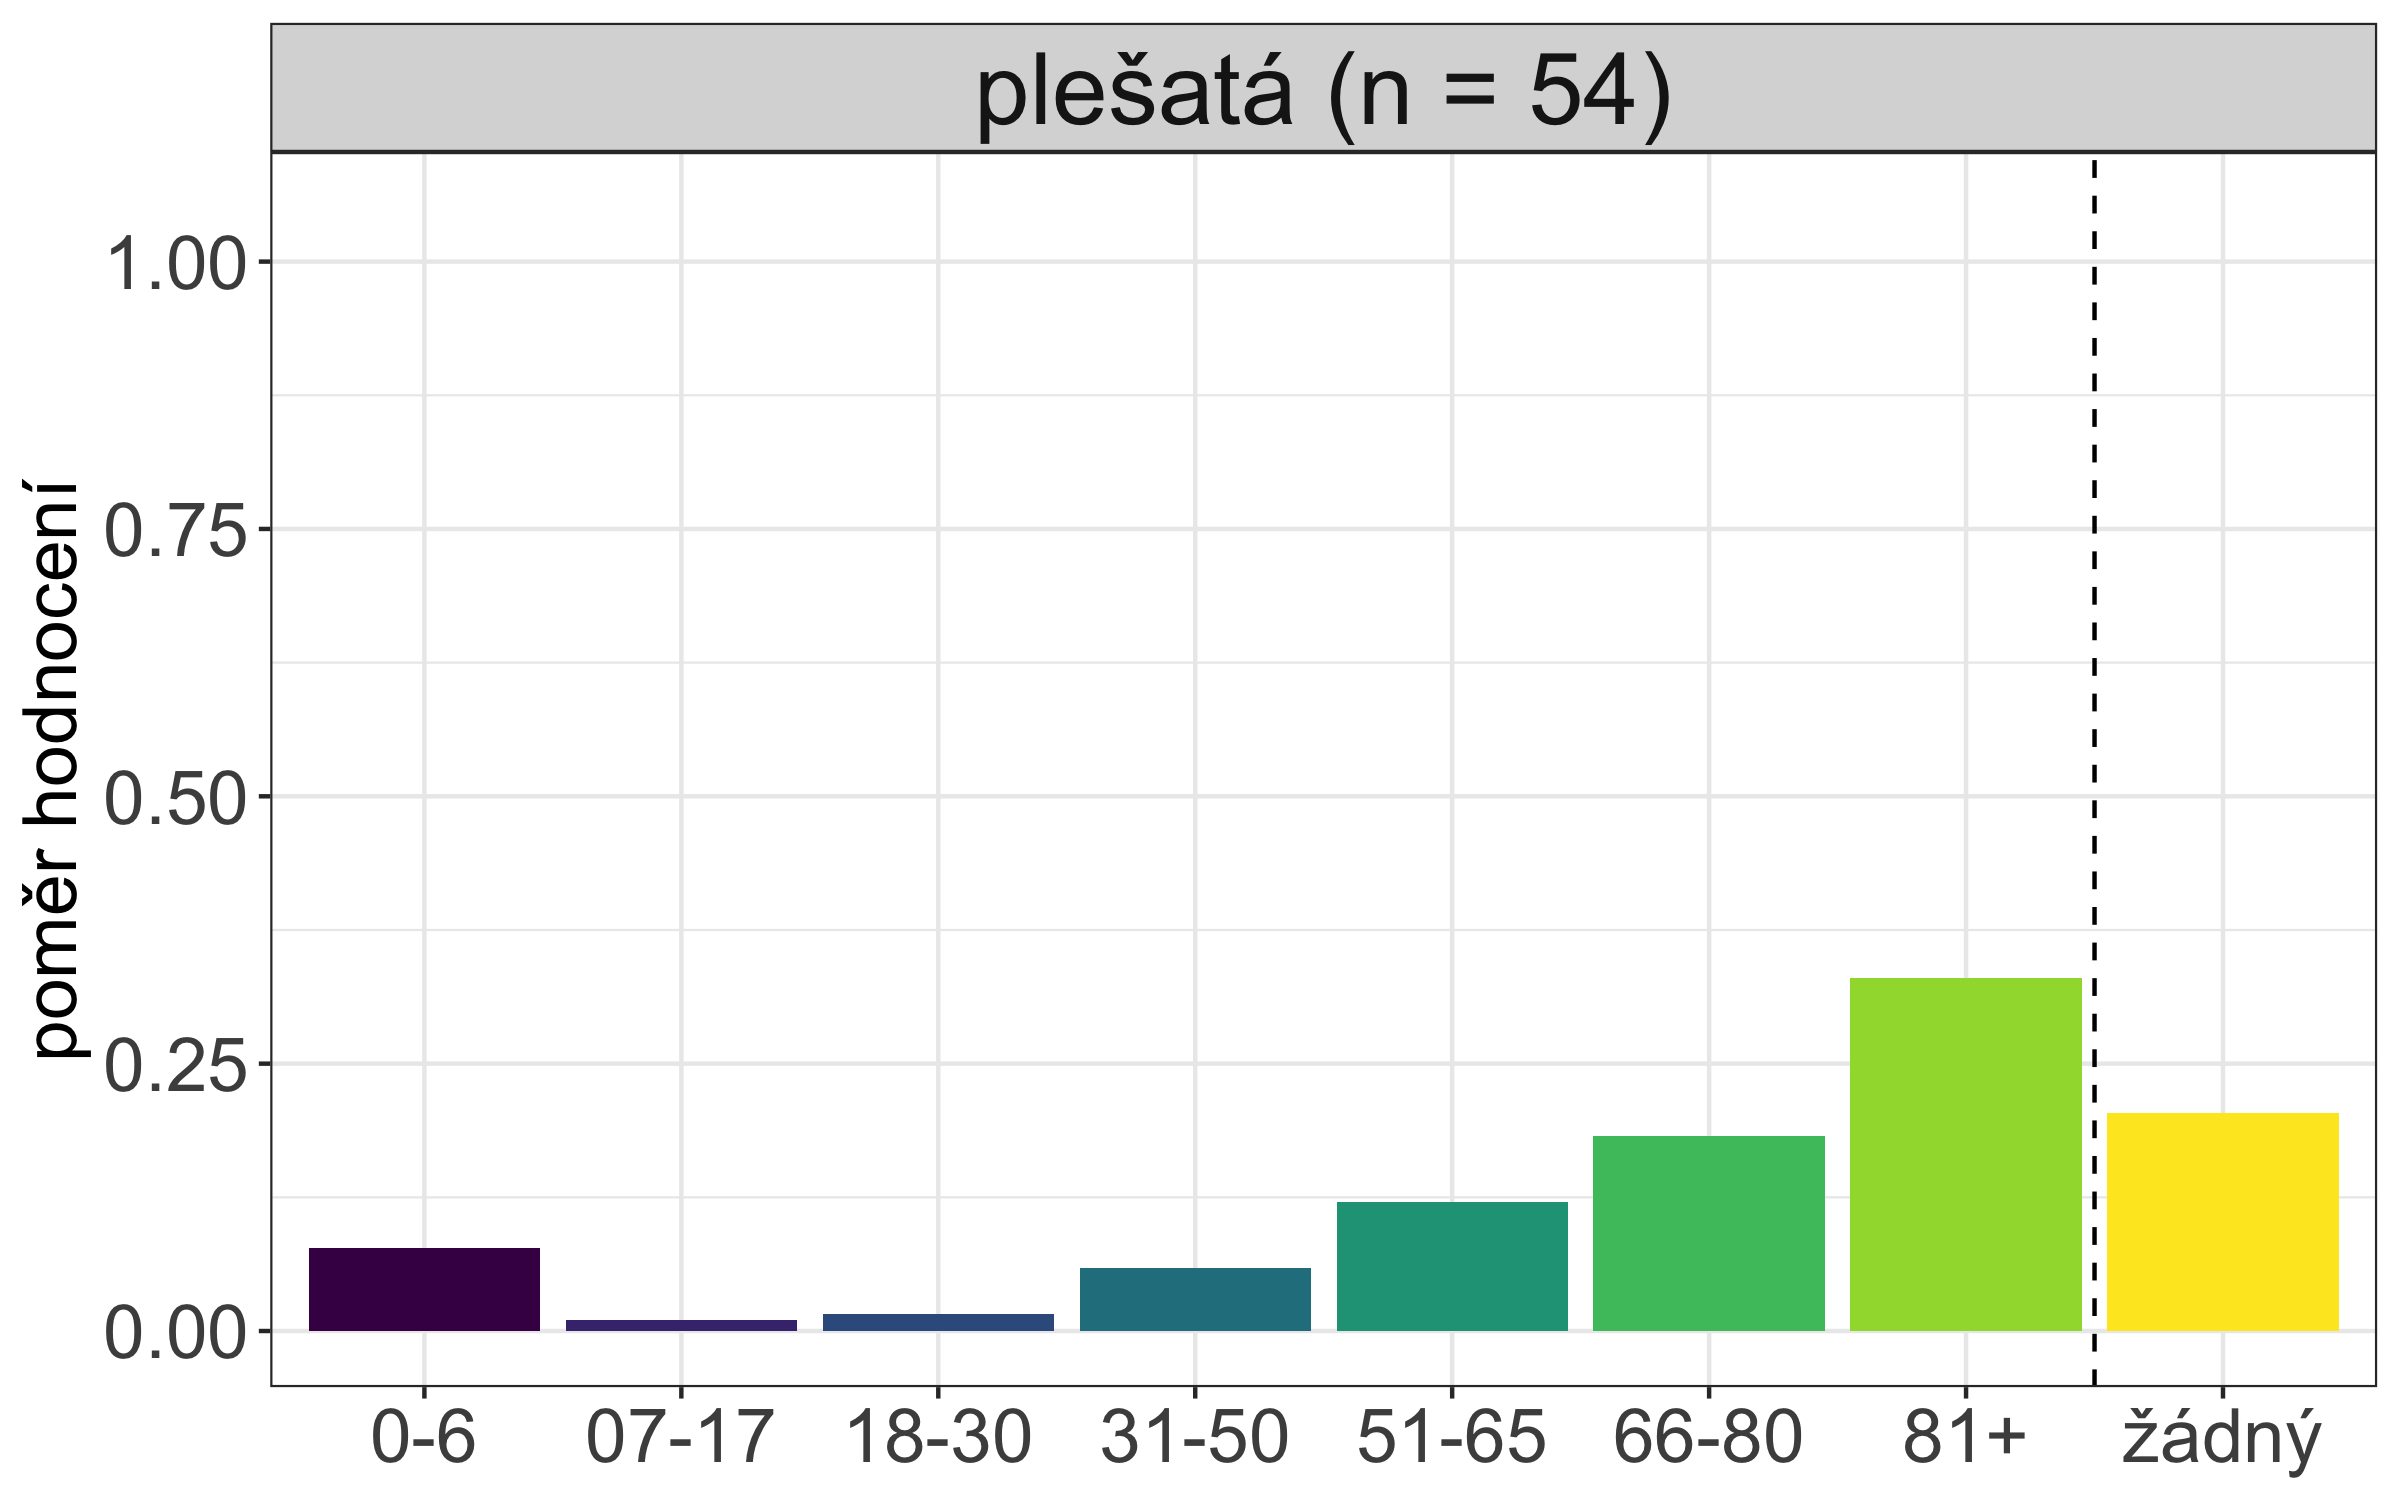 plešatá (n = 54)
poměr hodnocení
1.00
0.75
0.50
0.25
0.00
0-6 07-17 18-30 31-50 51-65 66-80 81+ žádný